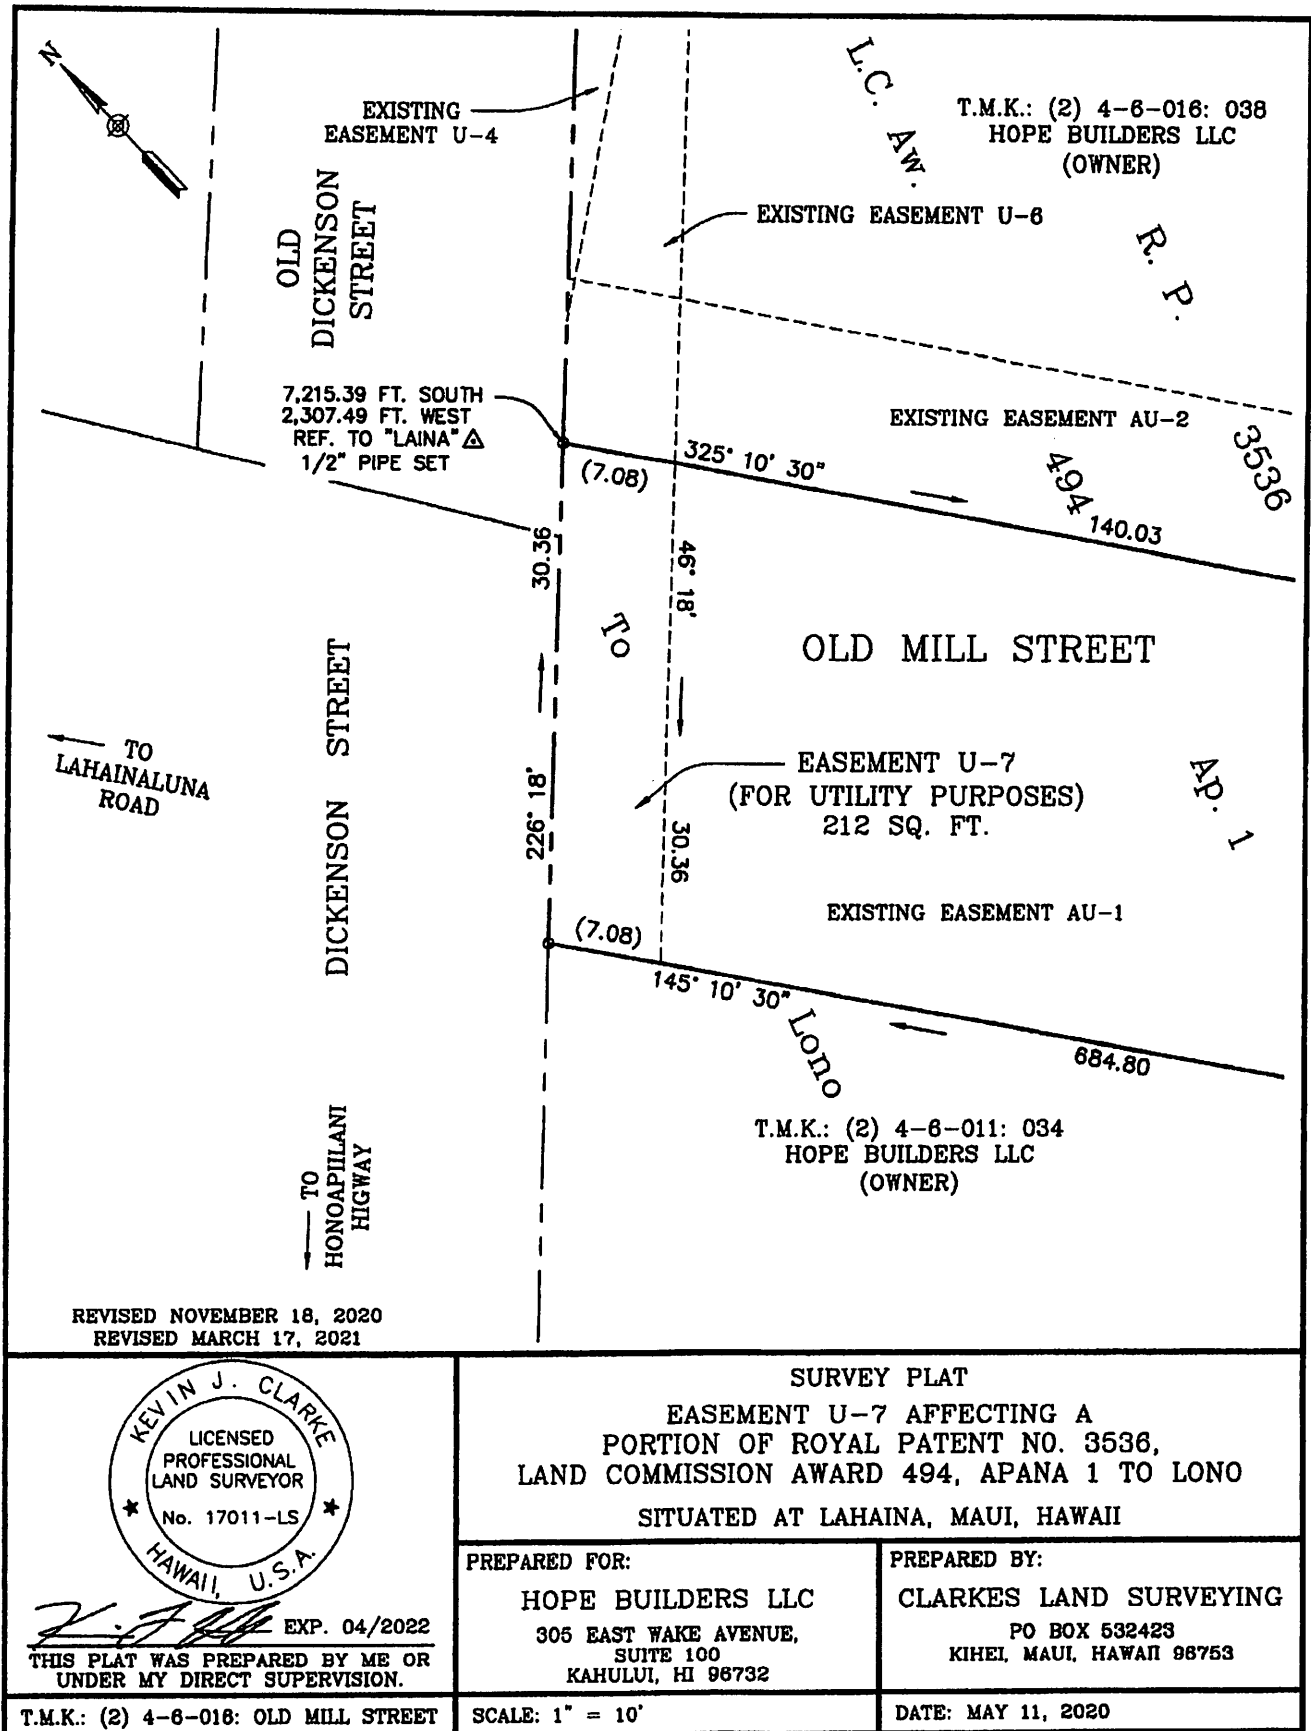 N
EXISTING
EASEMENT U-4
L.C. Aw.
T.M.K.: (2) 4-6-016: 038
HOPE BUILDERS LLC
(OWNER)
OLD
DICKENSON
STREET
EXISTING EASEMENT U-6
R. P.
7,215.39 FT. SOUTH
2,307.49 FT. WEST
REF. TO "LAINA"
1/2" PIPE SET
EXISTING EASEMENT AU-2
3536
(7.08)
325° 10' 30"
494
140.03
30.36
46° 18'
To
OLD MILL STREET
DICKENSON STREET
TO
LAHAINALUNA
ROAD
226° 18'
EASEMENT U-7
(FOR UTILITY PURPOSES)
212 SQ. FT.
30.36
Ap. 1
EXISTING EASEMENT AU-1
(7.08)
145° 10' 30"
Lono
684.80
T.M.K.: (2) 4-6-011: 034
HOPE BUILDERS LLC
(OWNER)
TO
HONOAPIILANI
HIGWAY
REVISED NOVEMBER 18, 2020
REVISED MARCH 17, 2021
KEVIN J. CLARKE
LICENSED
PROFESSIONAL
LAND SURVEYOR
No. 17011-LS
HAWAII, U.S.A.
EXP. 04/2022
THIS PLAT WAS PREPARED BY ME OR
UNDER MY DIRECT SUPERVISION.
T.M.K.: (2) 4-6-016: OLD MILL STREET
SURVEY PLAT
EASEMENT U-7 AFFECTING A
PORTION OF ROYAL PATENT NO. 3536,
LAND COMMISSION AWARD 494, APANA 1 TO LONO
SITUATED AT LAHAINA, MAUI, HAWAII
PREPARED FOR:
HOPE BUILDERS LLC
305 EAST WAKE AVENUE,
SUITE 100
KAHULUI, HI 96732
PREPARED BY:
CLARKES LAND SURVEYING
PO BOX 532423
KIHEI, MAUI, HAWAII 96753
SCALE: 1" = 10'
DATE: MAY 11, 2020